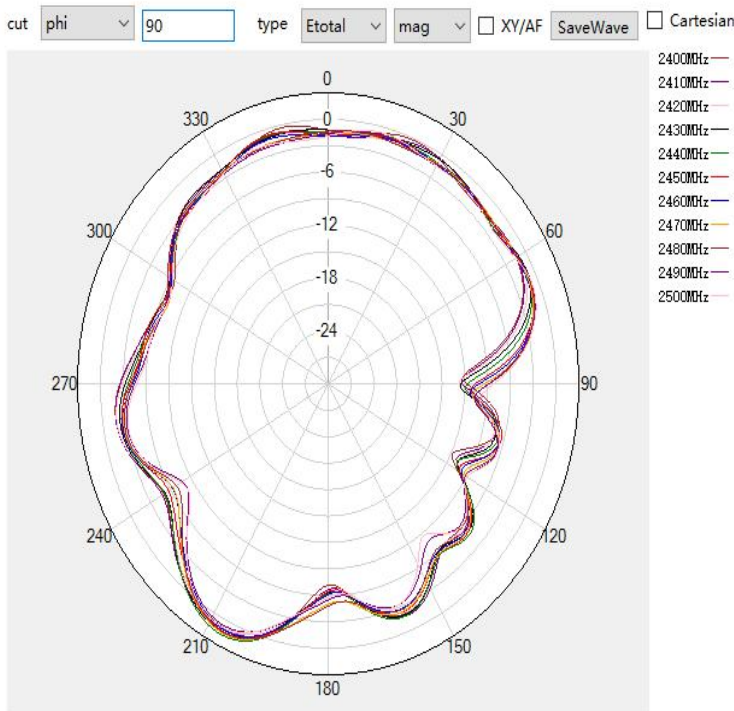 cut phi 90 type Etotal mag XY/AF SaveWave Cartesian
2400MHz
2410MHz
2420MHz
2430MHz
2440MHz
2450MHz
2460MHz
2470MHz
2480MHz
2490MHz
2500MHz
0
330 0 30
-6
300 -12 60
-18
-24
270 90
240 120
210 150
180